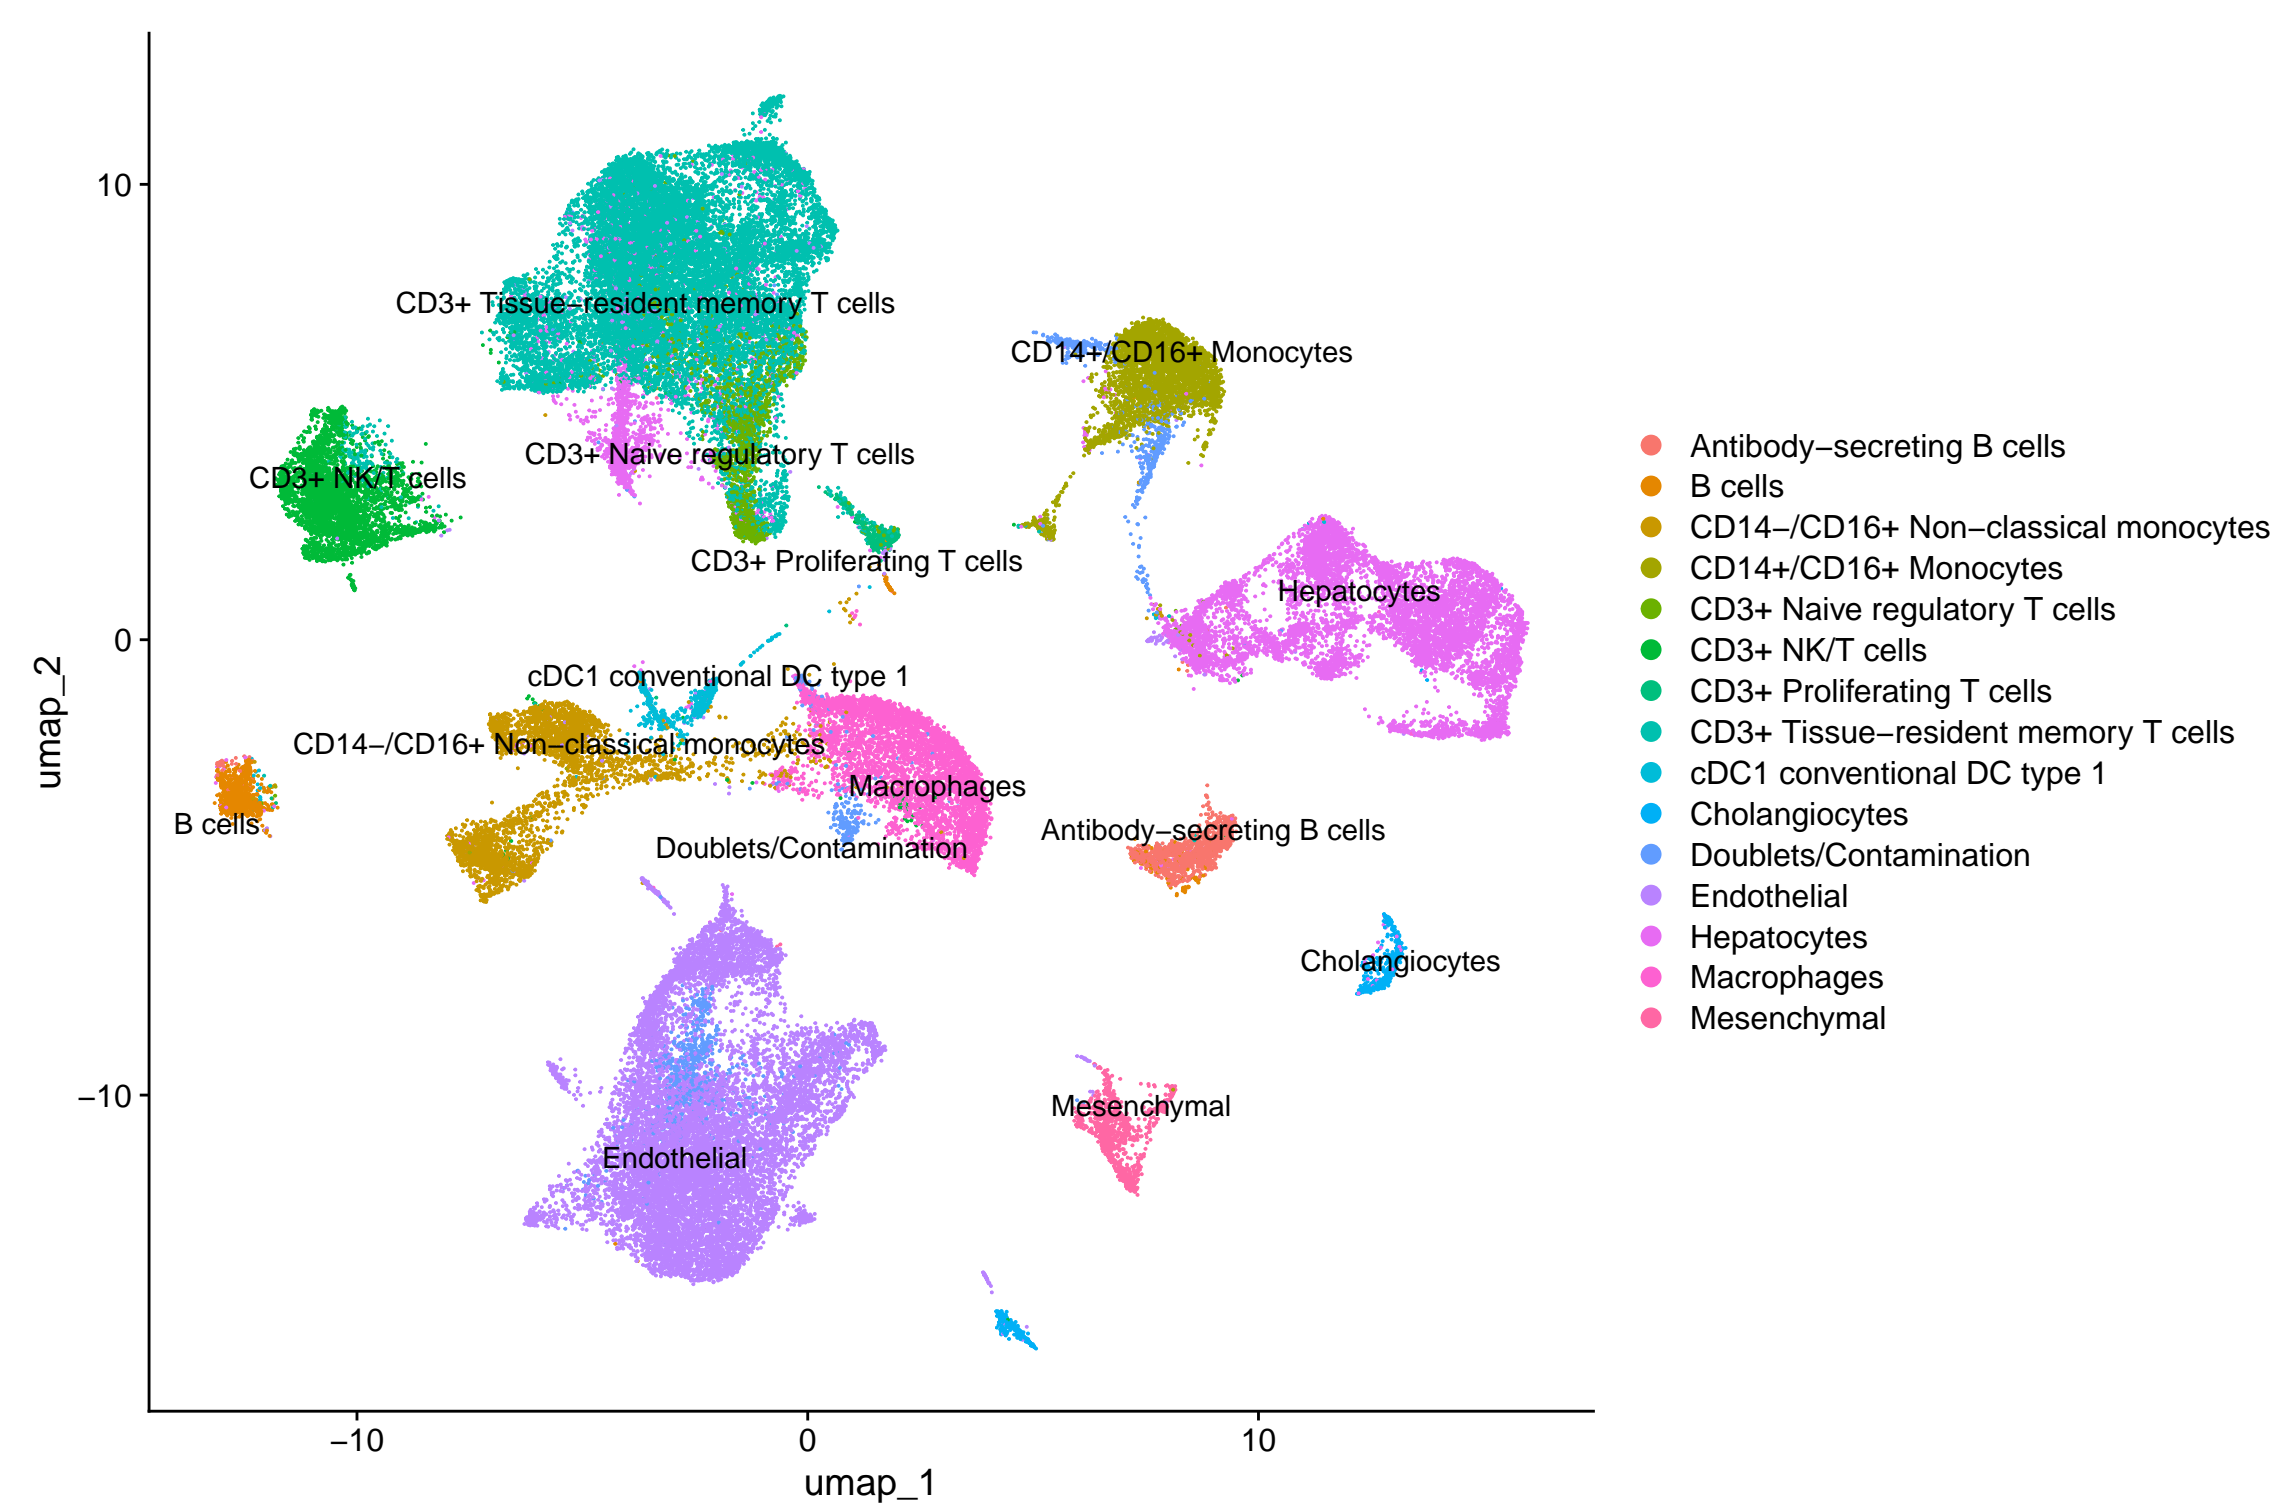 10
0
−10
umap_2
−10
0
10
umap_1
CD3+ Tissue−resident memory T cells
CD14+/CD16+ Monocytes
CD3+ Naive regulatory T cells
CD3+ NK/T cells
CD3+ Proliferating T cells
Hepatocytes
cDC1 conventional DC type 1
CD14−/CD16+ Non−classical monocytes
Macrophages
B cells
Antibody−secreting B cells
Doublets/Contamination
Cholangiocytes
Mesenchymal
Endothelial
Antibody−secreting B cells
B cells
CD14−/CD16+ Non−classical monocytes
CD14+/CD16+ Monocytes
CD3+ Naive regulatory T cells
CD3+ NK/T cells
CD3+ Proliferating T cells
CD3+ Tissue−resident memory T cells
cDC1 conventional DC type 1
Cholangiocytes
Doublets/Contamination
Endothelial
Hepatocytes
Macrophages
Mesenchymal